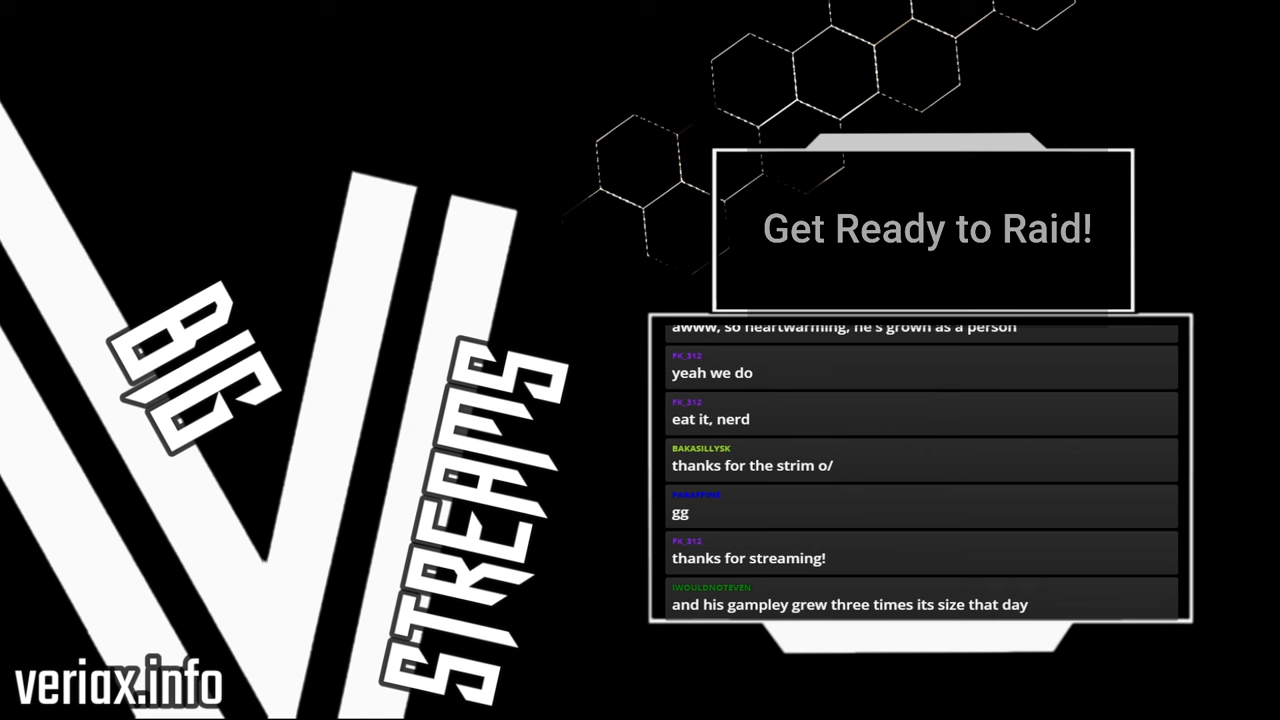 BIG
STREAMS
veriax.info
Get Ready to Raid!
awww, so heartwarming, he's grown as a person
FK_312
yeah we do
FK_312
eat it, nerd
BAKASILLYSK
thanks for the strim o/
PARAFFINE
gg
FK_312
thanks for streaming!
IWOULDNOTEVEN
and his gampley grew three times its size that day